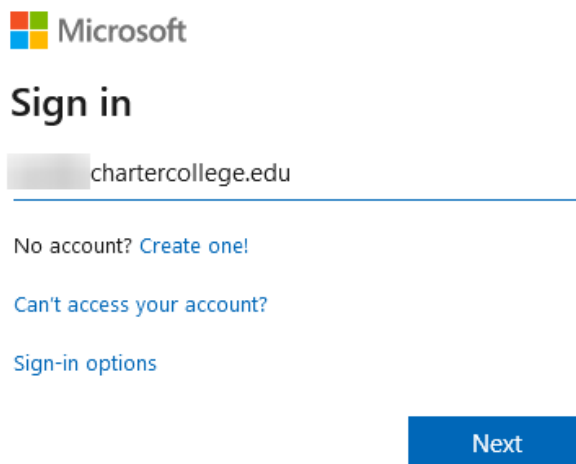 Microsoft
Sign in
chartercollege.edu
No account? Create one!
Can't access your account?
Sign-in options
Next